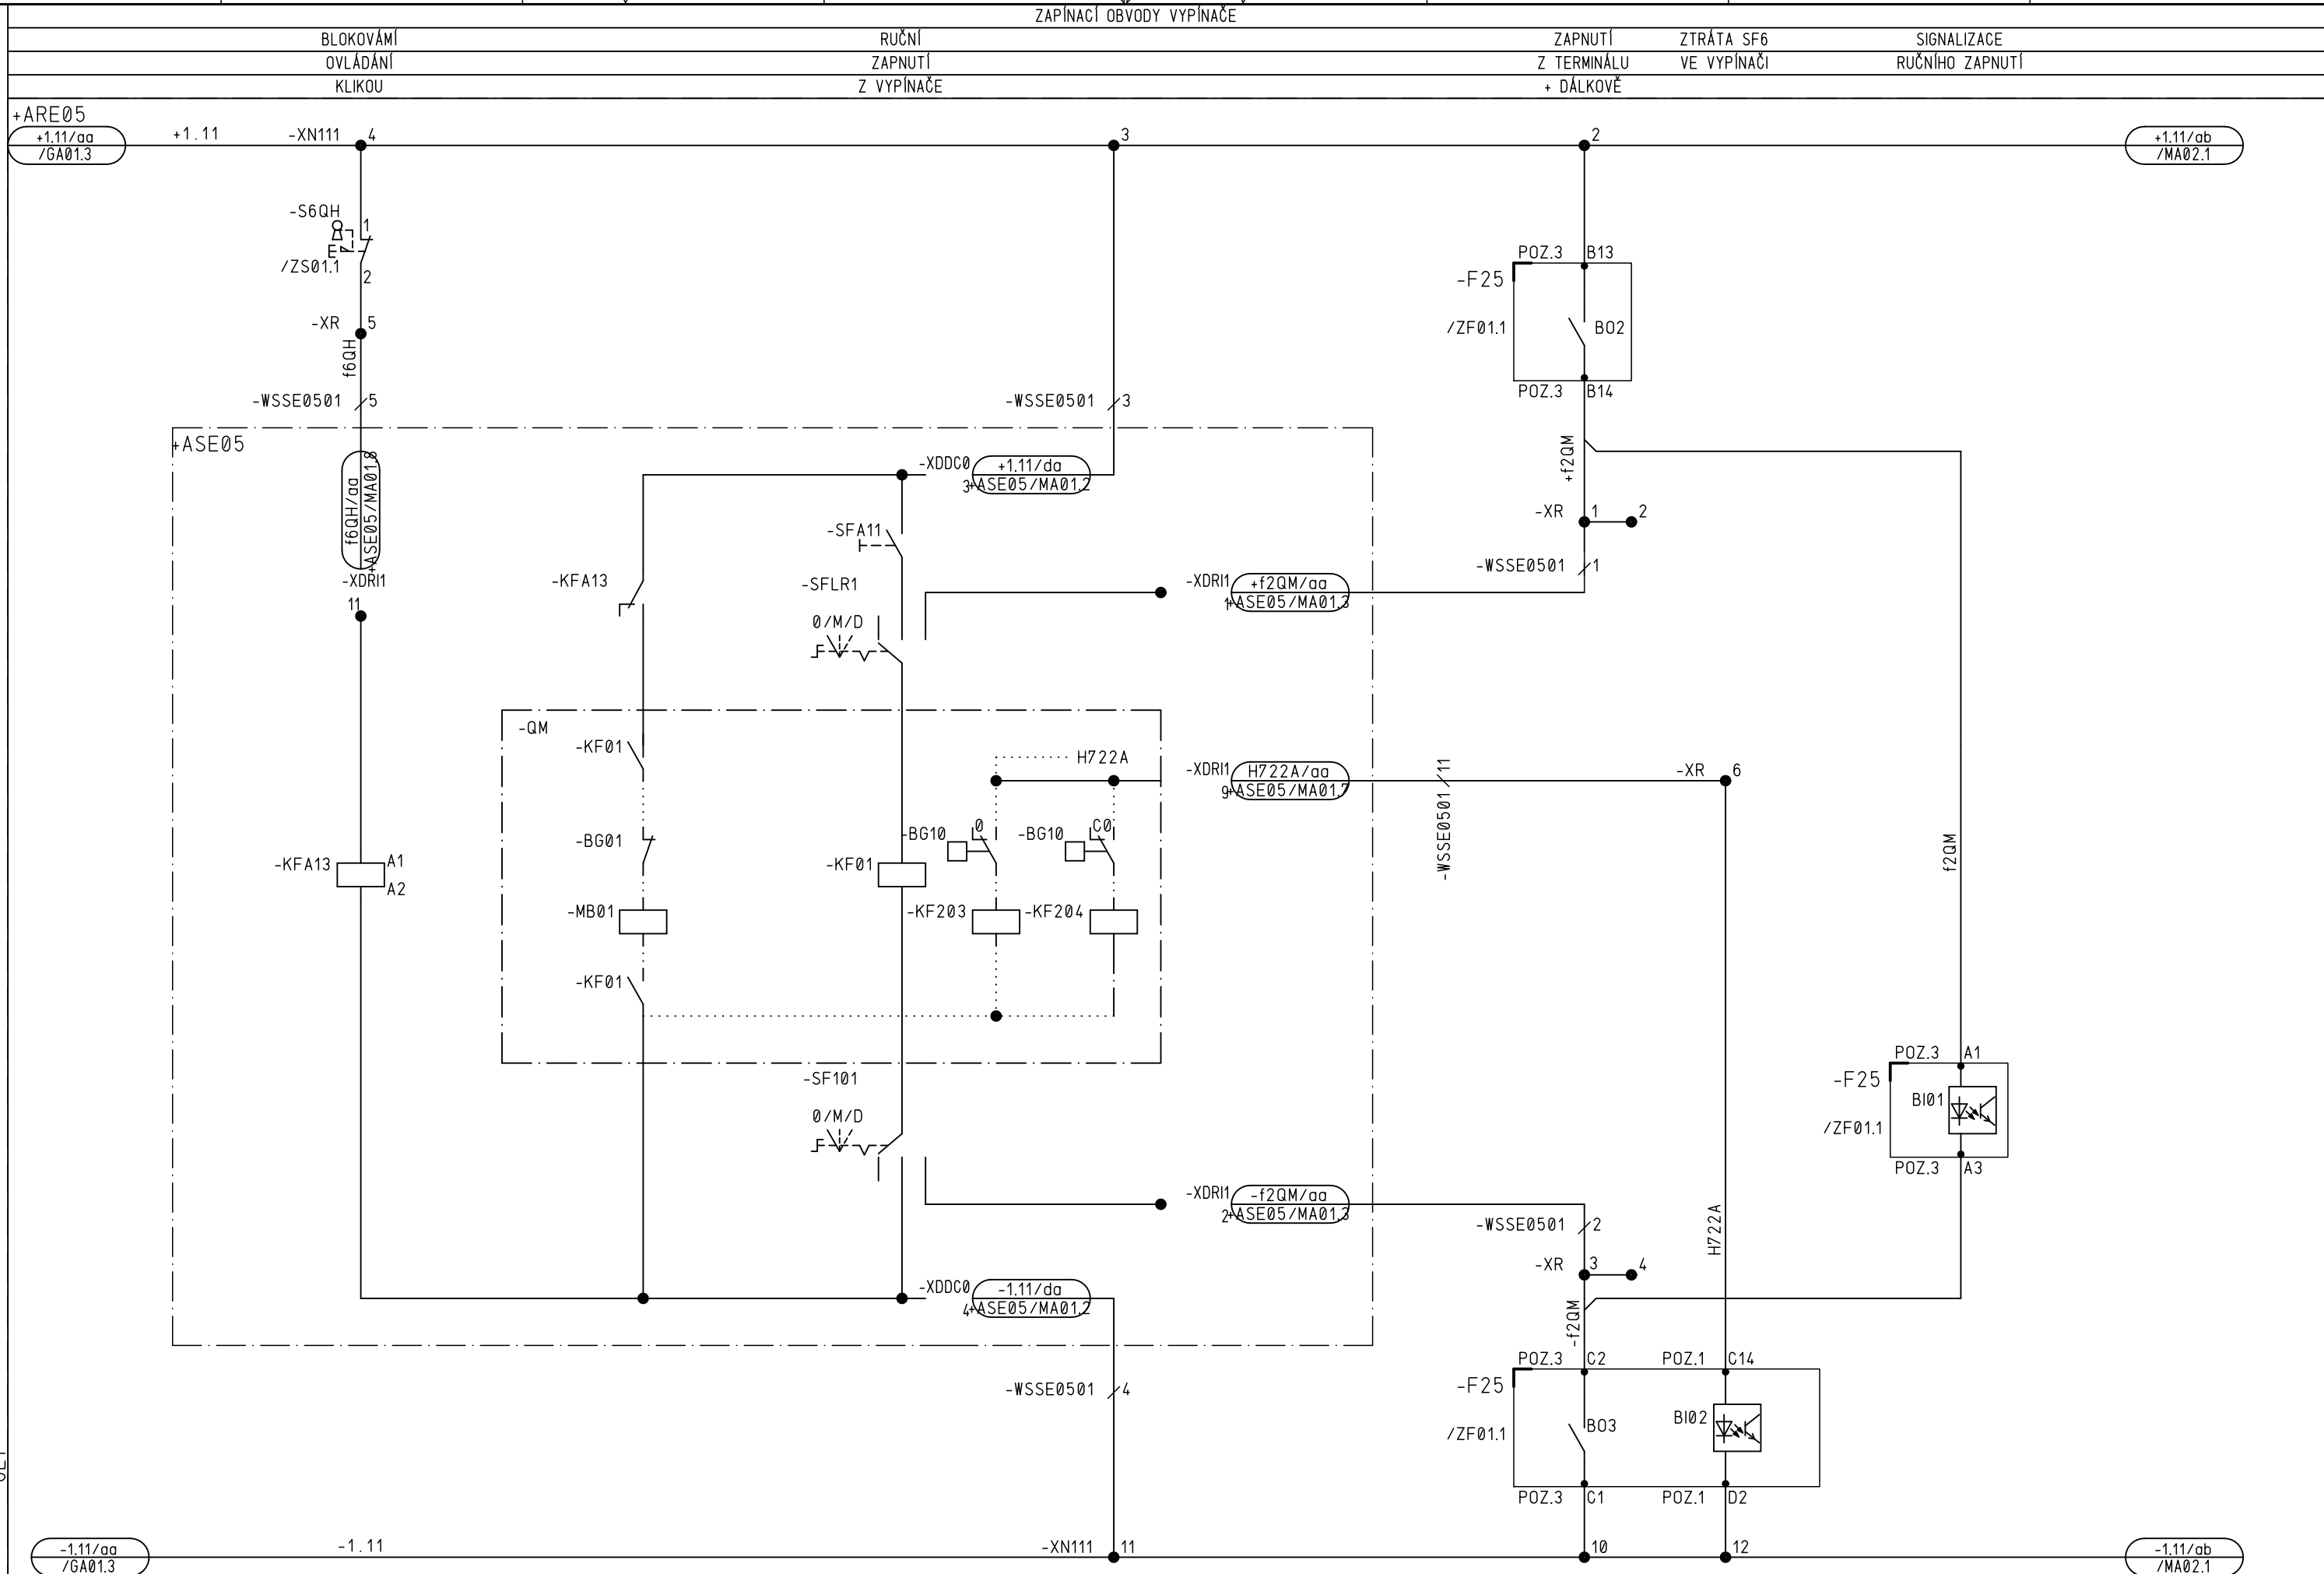 ZAPÍNACÍ OBVODY VYPÍNAČE
BLOKOVÁMÍ RUČNÍ ZAPNUTÍ ZTRÁTA SF6 SIGNALIZACE
OVLÁDÁNÍ ZAPNUTÍ Z TERMINÁLU VE VYPÍNAČI RUČNÍHO ZAPNUTÍ
KLIKOU Z VYPÍNAČE + DÁLKOVĚ
+ARE05
+1.11/aa +1.11 -XN111 4 3 2 +1.11/ab
/GA01.3 /MA02.1
-S6QH
1
/ZS01.1
2
POZ.3 B13
-F25
/ZF01.1 BO2
POZ.3 B14
-XR 5
f6QH
-WSSE0501 5 -WSSE0501 3
+ASE05
f6QH/aa
+ASE05/MA01.8
-XDDC0 +1.11/da
3 +ASE05/MA01.2
+f2QM
-XR 1 2
-SFA11
-WSSE0501 1
-XDRI1
11
-KFA13
-SFLR1
-XDRI1 +f2QM/aa
1 +ASE05/MA01.3
0/M/D
-QM
-KF01
H722A
-XDRI1 H722A/aa
9 +ASE05/MA01.7
-WSSE0501 11
-XR 6
-BG01
-BG10 0
-BG10 C0
f2QM
-KFA13 A1
A2
-KF01
-MB01
-KF203
-KF204
-KF01
-SF101
0/M/D
POZ.3 A1
-F25
BI01
/ZF01.1
POZ.3 A3
-XDRI1 -f2QM/aa
2 +ASE05/MA01.3
-WSSE0501 2
H722A
-XR 3 4
-XDDC0 -1.11/da
4 +ASE05/MA01.2
-f2QM
POZ.3 C2 POZ.1 C14
-WSSE0501 4
-F25
BO3 BI02
/ZF01.1
POZ.3 C1 POZ.1 D2
-1.11/aa -1.11 -XN111 11 10 12 -1.11/ab
/GA01.3 /MA02.1